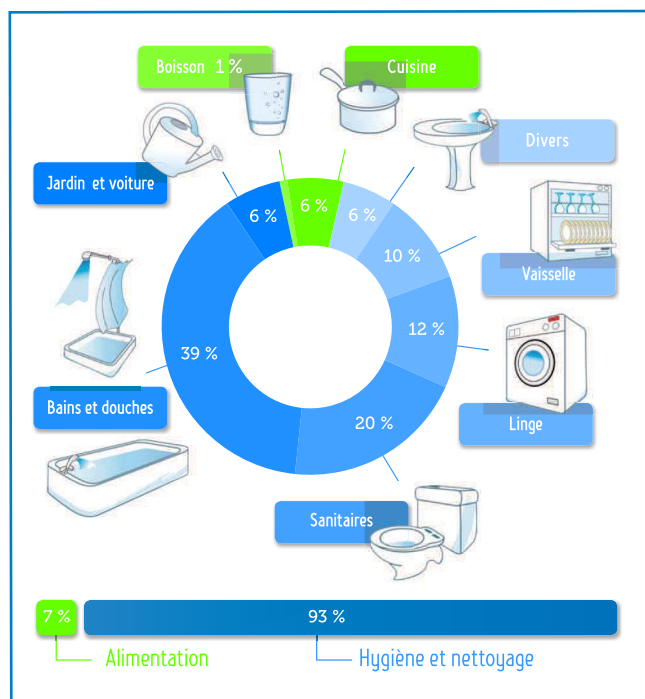 Boisson 1 %
Cuisine
Divers
Jardin et voiture
6 %
6 %
6 %
10 %
Vaisselle
12 %
39 %
Bains et douches
20 %
Linge
Sanitaires
7 %
93 %
Alimentation
Hygiène et nettoyage